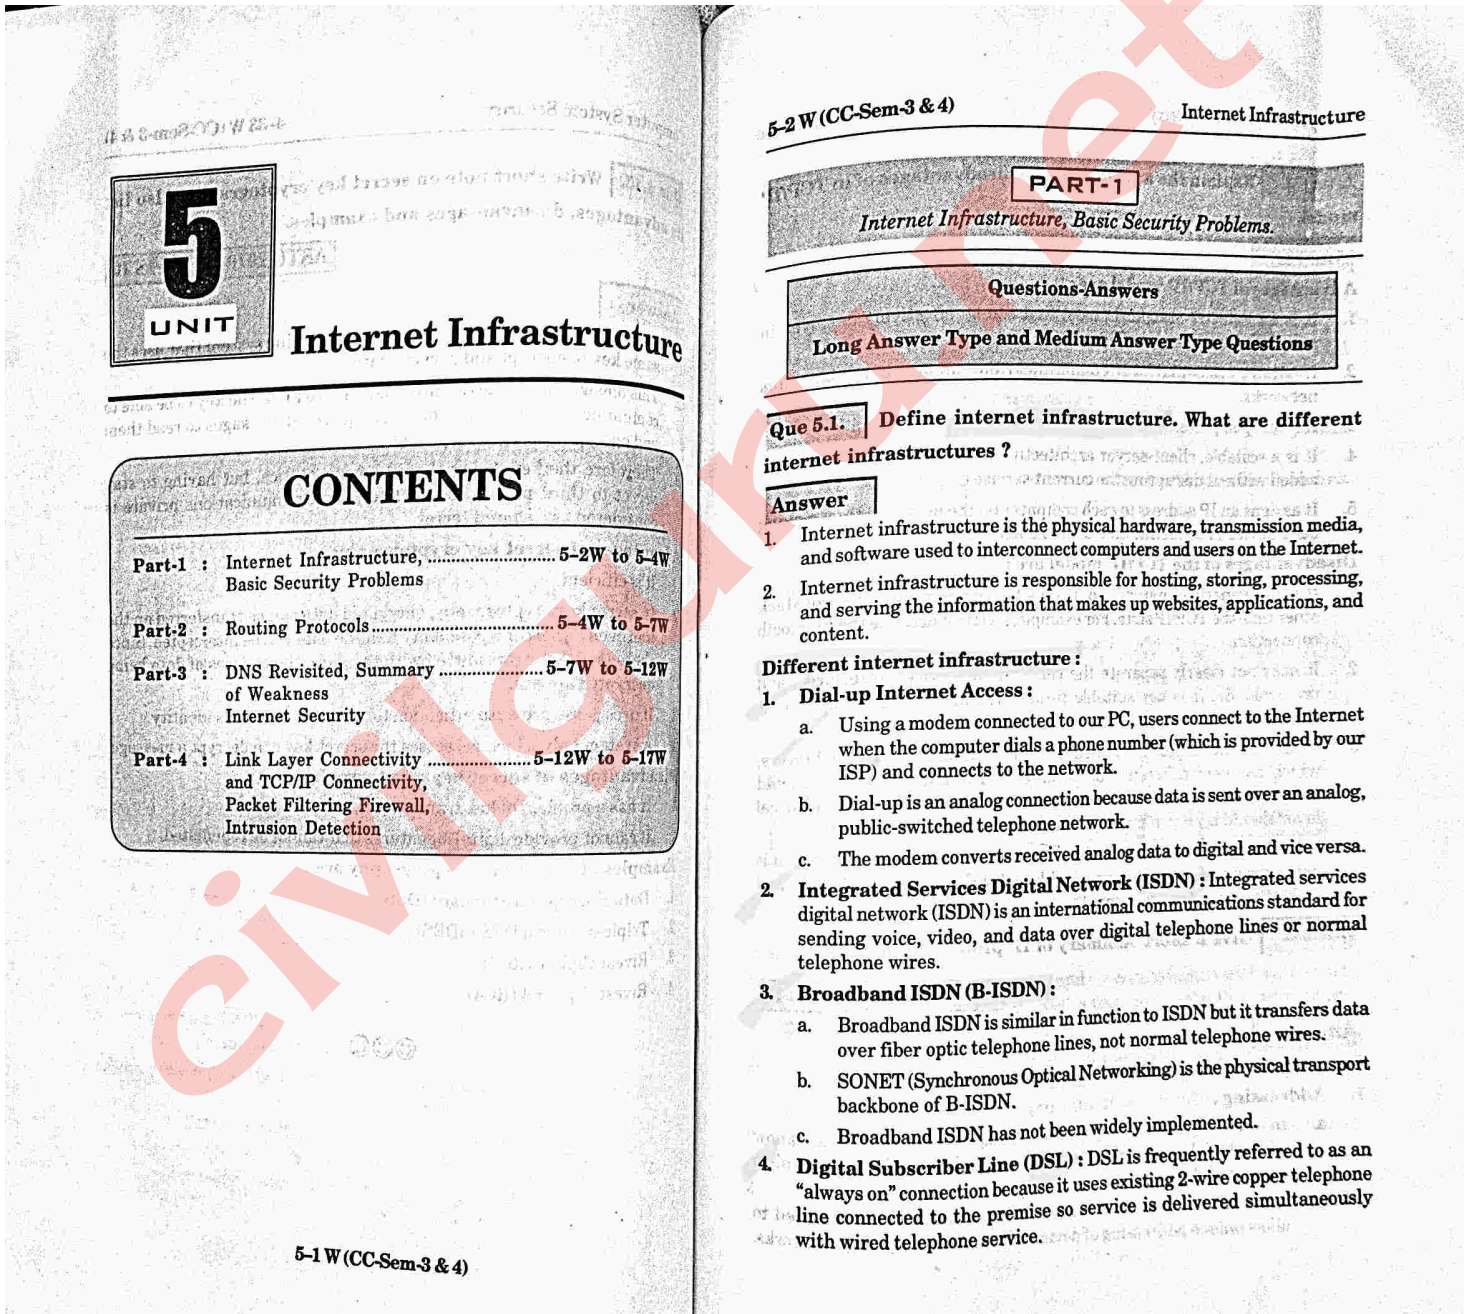 5
UNIT
Internet Infrastructure
CONTENTS
Part-1 : Internet Infrastructure, .......................... 5–2W to 5–4W
Basic Security Problems
Part-2 : Routing Protocols .................................... 5–4W to 5–7W
Part-3 : DNS Revisited, Summary ..................... 5–7W to 5–12W
of Weakness
Internet Security
Part-4 : Link Layer Connectivity ..................... 5–12W to 5–17W
and TCP/IP Connectivity,
Packet Filtering Firewall,
Intrusion Detection
5–1 W (CC-Sem-3 & 4)
5–2 W (CC-Sem-3 & 4) Internet Infrastructure
PART-1
Internet Infrastructure, Basic Security Problems.
Questions-Answers
Long Answer Type and Medium Answer Type Questions
Que 5.1. Define internet infrastructure. What are different
internet infrastructures ?
Answer
1. Internet infrastructure is the physical hardware, transmission media,
and software used to interconnect computers and users on the Internet.
2. Internet infrastructure is responsible for hosting, storing, processing,
and serving the information that makes up websites, applications, and
content.
Different internet infrastructure :
1. Dial-up Internet Access :
a. Using a modem connected to our PC, users connect to the Internet
when the computer dials a phone number (which is provided by our
ISP) and connects to the network.
b. Dial-up is an analog connection because data is sent over an analog,
public-switched telephone network.
c. The modem converts received analog data to digital and vice versa.
2. Integrated Services Digital Network (ISDN) : Integrated services
digital network (ISDN) is an international communications standard for
sending voice, video, and data over digital telephone lines or normal
telephone wires.
3. Broadband ISDN (B-ISDN) :
a. Broadband ISDN is similar in function to ISDN but it transfers data
over fiber optic telephone lines, not normal telephone wires.
b. SONET (Synchronous Optical Networking) is the physical transport
backbone of B-ISDN.
c. Broadband ISDN has not been widely implemented.
4. Digital Subscriber Line (DSL) : DSL is frequently referred to as an
"always on" connection because it uses existing 2-wire copper telephone
line connected to the premise so service is delivered simultaneously
with wired telephone service.
civilguru.net